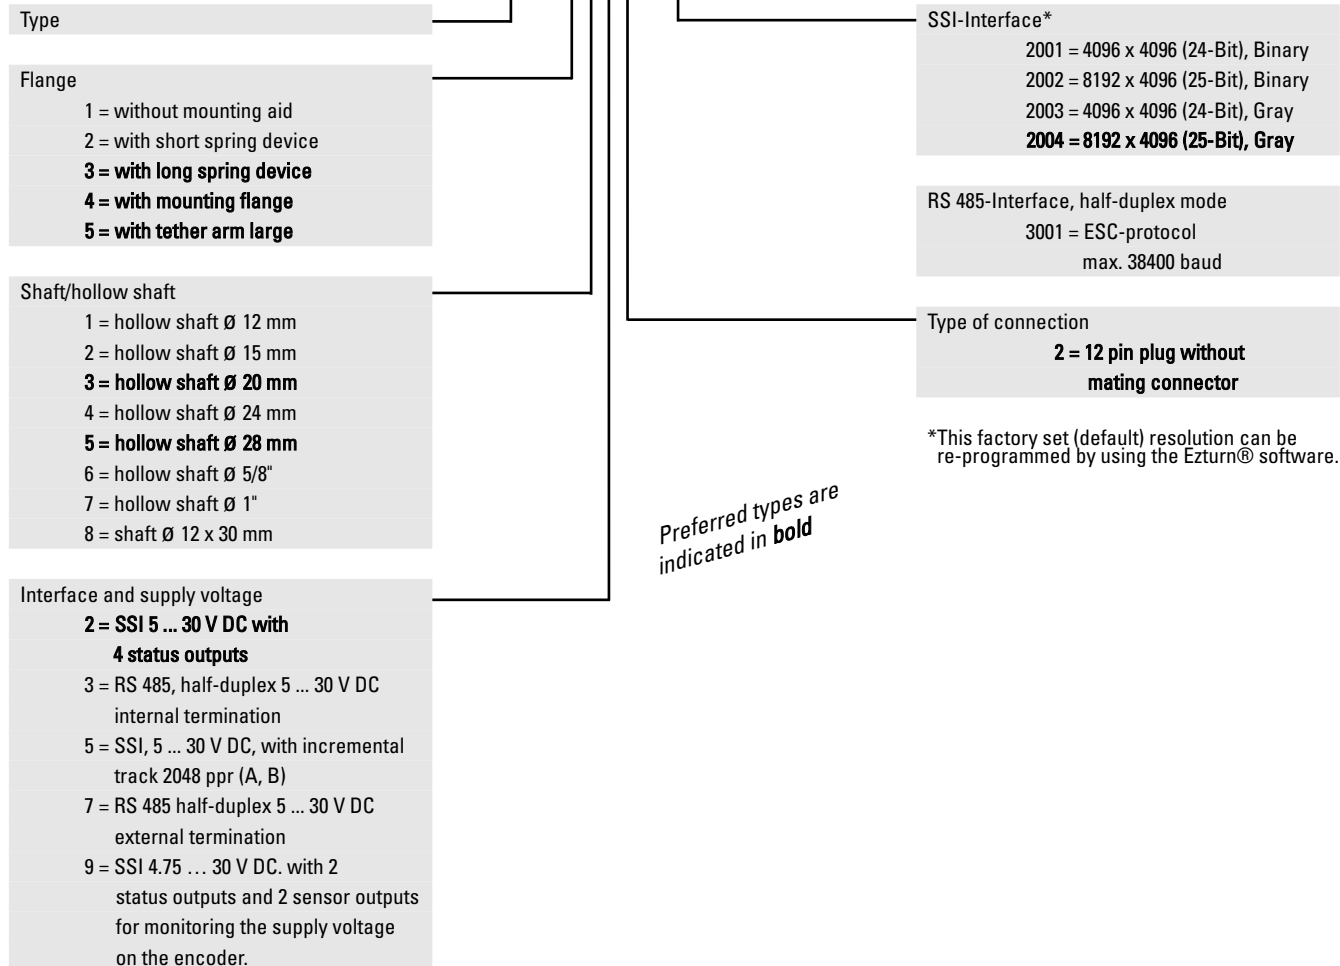 Type
Flange
1 = without mounting aid
2 = with short spring device
3 = with long spring device
4 = with mounting flange
5 = with tether arm large
Shaft/hollow shaft
1 = hollow shaft Ø 12 mm
2 = hollow shaft Ø 15 mm
3 = hollow shaft Ø 20 mm
4 = hollow shaft Ø 24 mm
5 = hollow shaft Ø 28 mm
6 = hollow shaft Ø 5/8"
7 = hollow shaft Ø 1"
8 = shaft Ø 12 x 30 mm
Interface and supply voltage
2 = SSI 5 ... 30 V DC with
4 status outputs
3 = RS 485, half-duplex 5 ... 30 V DC
internal termination
5 = SSI, 5 ... 30 V DC, with incremental
track 2048 ppr (A, B)
7 = RS 485 half-duplex 5 ... 30 V DC
external termination
9 = SSI 4.75 … 30 V DC. with 2
status outputs and 2 sensor outputs
for monitoring the supply voltage
on the encoder.
SSI-Interface*
2001 = 4096 x 4096 (24-Bit), Binary
2002 = 8192 x 4096 (25-Bit), Binary
2003 = 4096 x 4096 (24-Bit), Gray
2004 = 8192 x 4096 (25-Bit), Gray
RS 485-Interface, half-duplex mode
3001 = ESC-protocol
max. 38400 baud
Type of connection
2 = 12 pin plug without
mating connector
*This factory set (default) resolution can be
re-programmed by using the Ezturn® software.
Preferred types are
indicated in bold